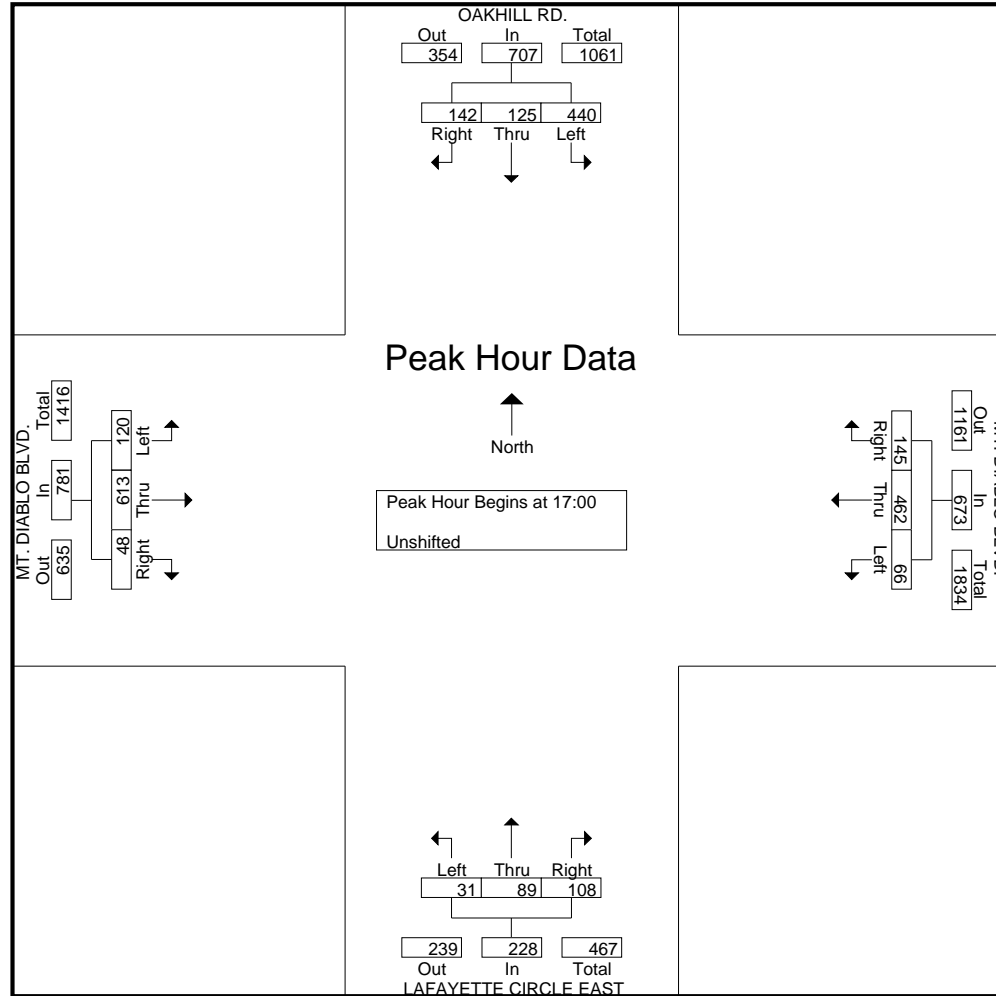 OAKHILL RD.
Out In Total
354 707 1061
142 125 440
Right Thru Left
Peak Hour Data
North
Peak Hour Begins at 17:00
Unshifted
MT. DIABLO BLVD.
Total In Out
1416 781 635
120 613 48
Left Thru Right
Out In Total
1161 673 1834
145 462 66
Right Thru Left
Left Thru Right
31 89 108
239 228 467
Out In Total
LAFAYETTE CIRCLE EAST